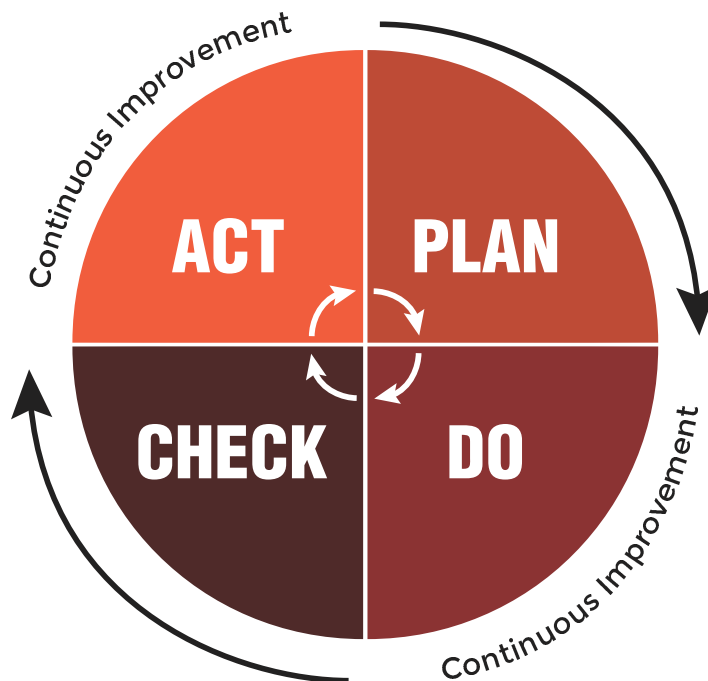 Continuous Improvement
ACT
PLAN
CHECK
DO
Continuous Improvement